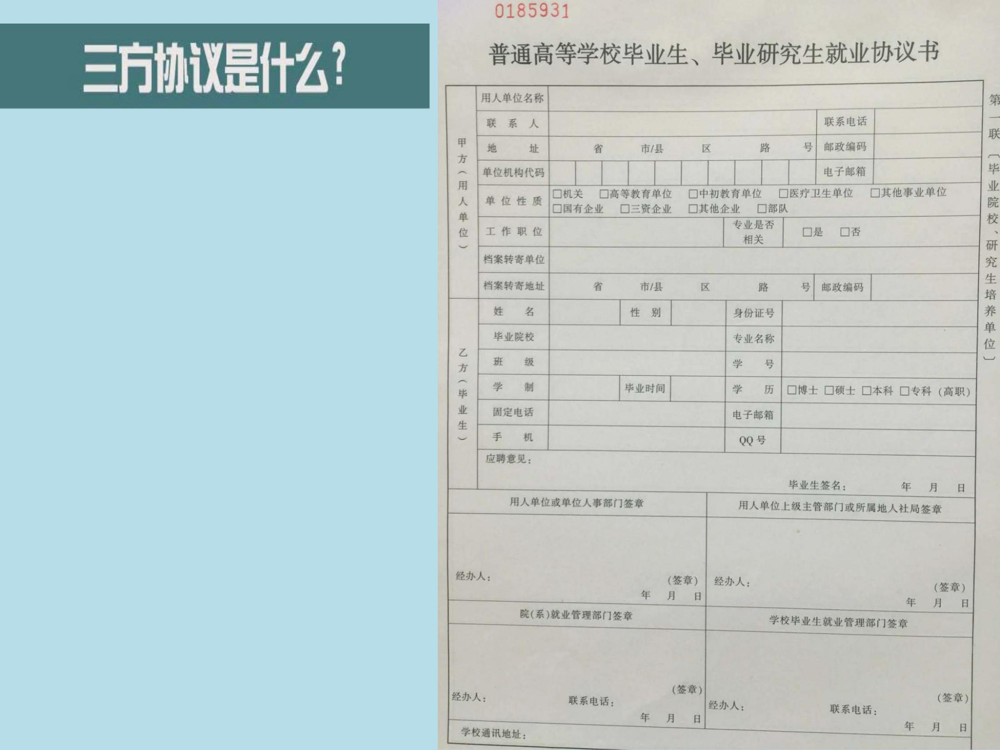 三方协议是什么?
0185931
普通高等学校毕业生、毕业研究生就业协议书
第一联〔毕业院校、研究生培养单位〕
甲方(用人单位)
用人单位名称
联 系 人 联系电话
地 址 省 市/县 区 路 号 邮政编码
单位机构代码 电子邮箱
单 位 性 质 □机关 □高等教育单位 □中初教育单位 □医疗卫生单位 □其他事业单位
□国有企业 □三资企业 □其他企业 □部队
工 作 职 位 专业是否相关 □是 □否
档案转寄单位
档案转寄地址 省 市/县 区 路 号 邮政编码
乙方(毕业生)
姓 名 性 别 身份证号
毕业院校 专业名称
班 级 学 号
学 制 毕业时间 学 历 □博士 □硕士 □本科 □专科(高职)
固定电话 电子邮箱
手 机 QQ 号
应聘意见:
毕业生签名: 年 月 日
用人单位或单位人事部门签章 用人单位上级主管部门或所属地人社局签章
经办人: (签章) 经办人: (签章)
年 月 日 年 月 日
院(系)就业管理部门签章 学校毕业生就业管理部门签章
(签章) (签章)
经办人: 联系电话: 经办人: 联系电话:
年 月 日 年 月 日
学校通讯地址: